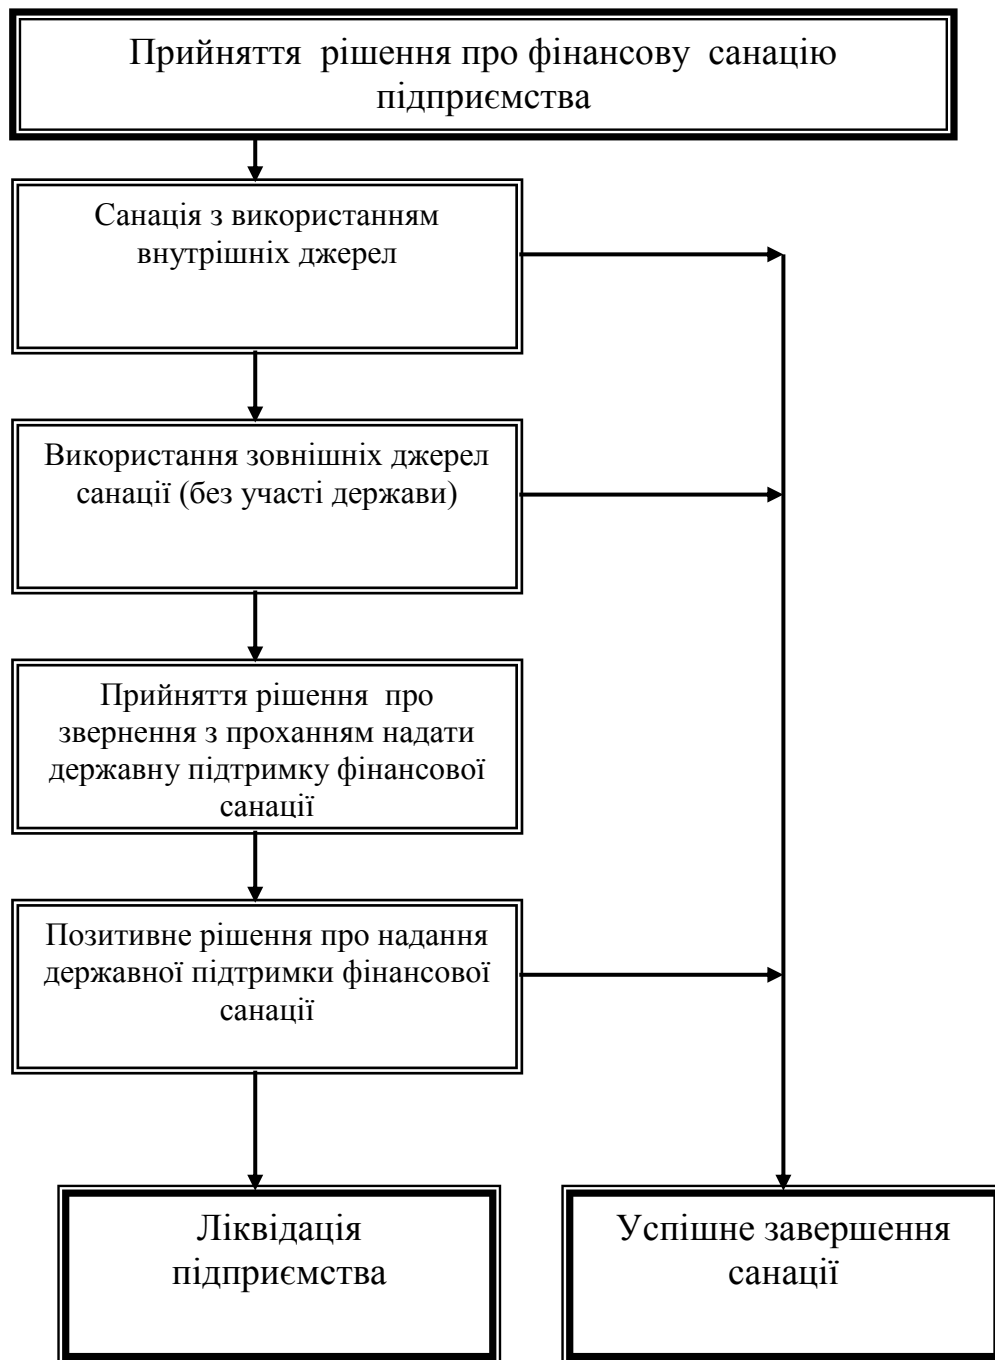 Прийняття рішення про фінансову санацію
підприємства
Санація з використанням
внутрішніх джерел
Використання зовнішніх джерел
санації (без участі держави)
Прийняття рішення про
звернення з проханням надати
державну підтримку фінансової
санації
Позитивне рішення про надання
державної підтримки фінансової
санації
Ліквідація
підприємства
Успішне завершення
санації